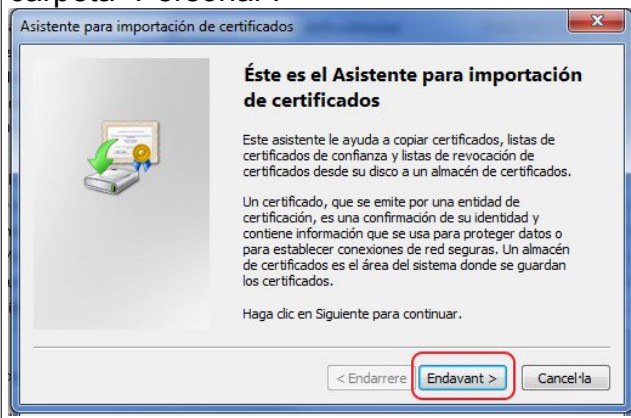 carpeta "Personal".
Asistente para importación de certificados
Éste es el Asistente para importación
de certificados
Este asistente le ayuda a copiar certificados, listas de
certificados de confianza y listas de revocación de
certificados desde su disco a un almacén de certificados.
Un certificado, que se emite por una entidad de
certificación, es una confirmación de su identidad y
contiene información que se usa para proteger datos o
para establecer conexiones de red seguras. Un almacén
de certificados es el área del sistema donde se guardan
los certificados.
Haga clic en Siguiente para continuar.
< Endarrere
Endavant >
Cancel·la